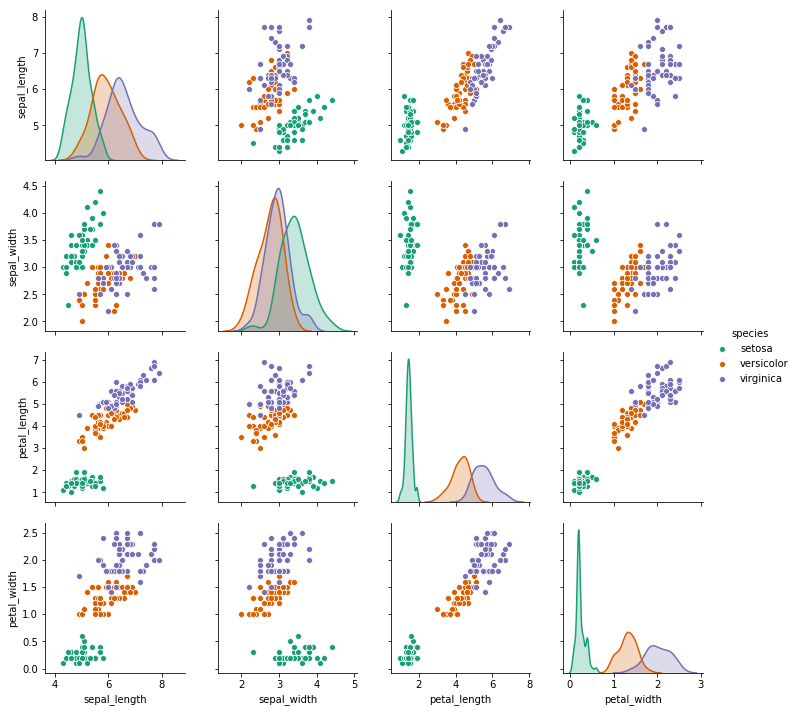 sepal_length
8
7
6
5
sepal_width
4.5
4.0
3.5
3.0
2.5
2.0
species
setosa
versicolor
virginica
petal_length
7
6
5
4
3
2
1
petal_width
2.5
2.0
1.5
1.0
0.5
0.0
4 6 8 2 3 4 5 2 4 6 8 0 1 2 3
sepal_length sepal_width petal_length petal_width